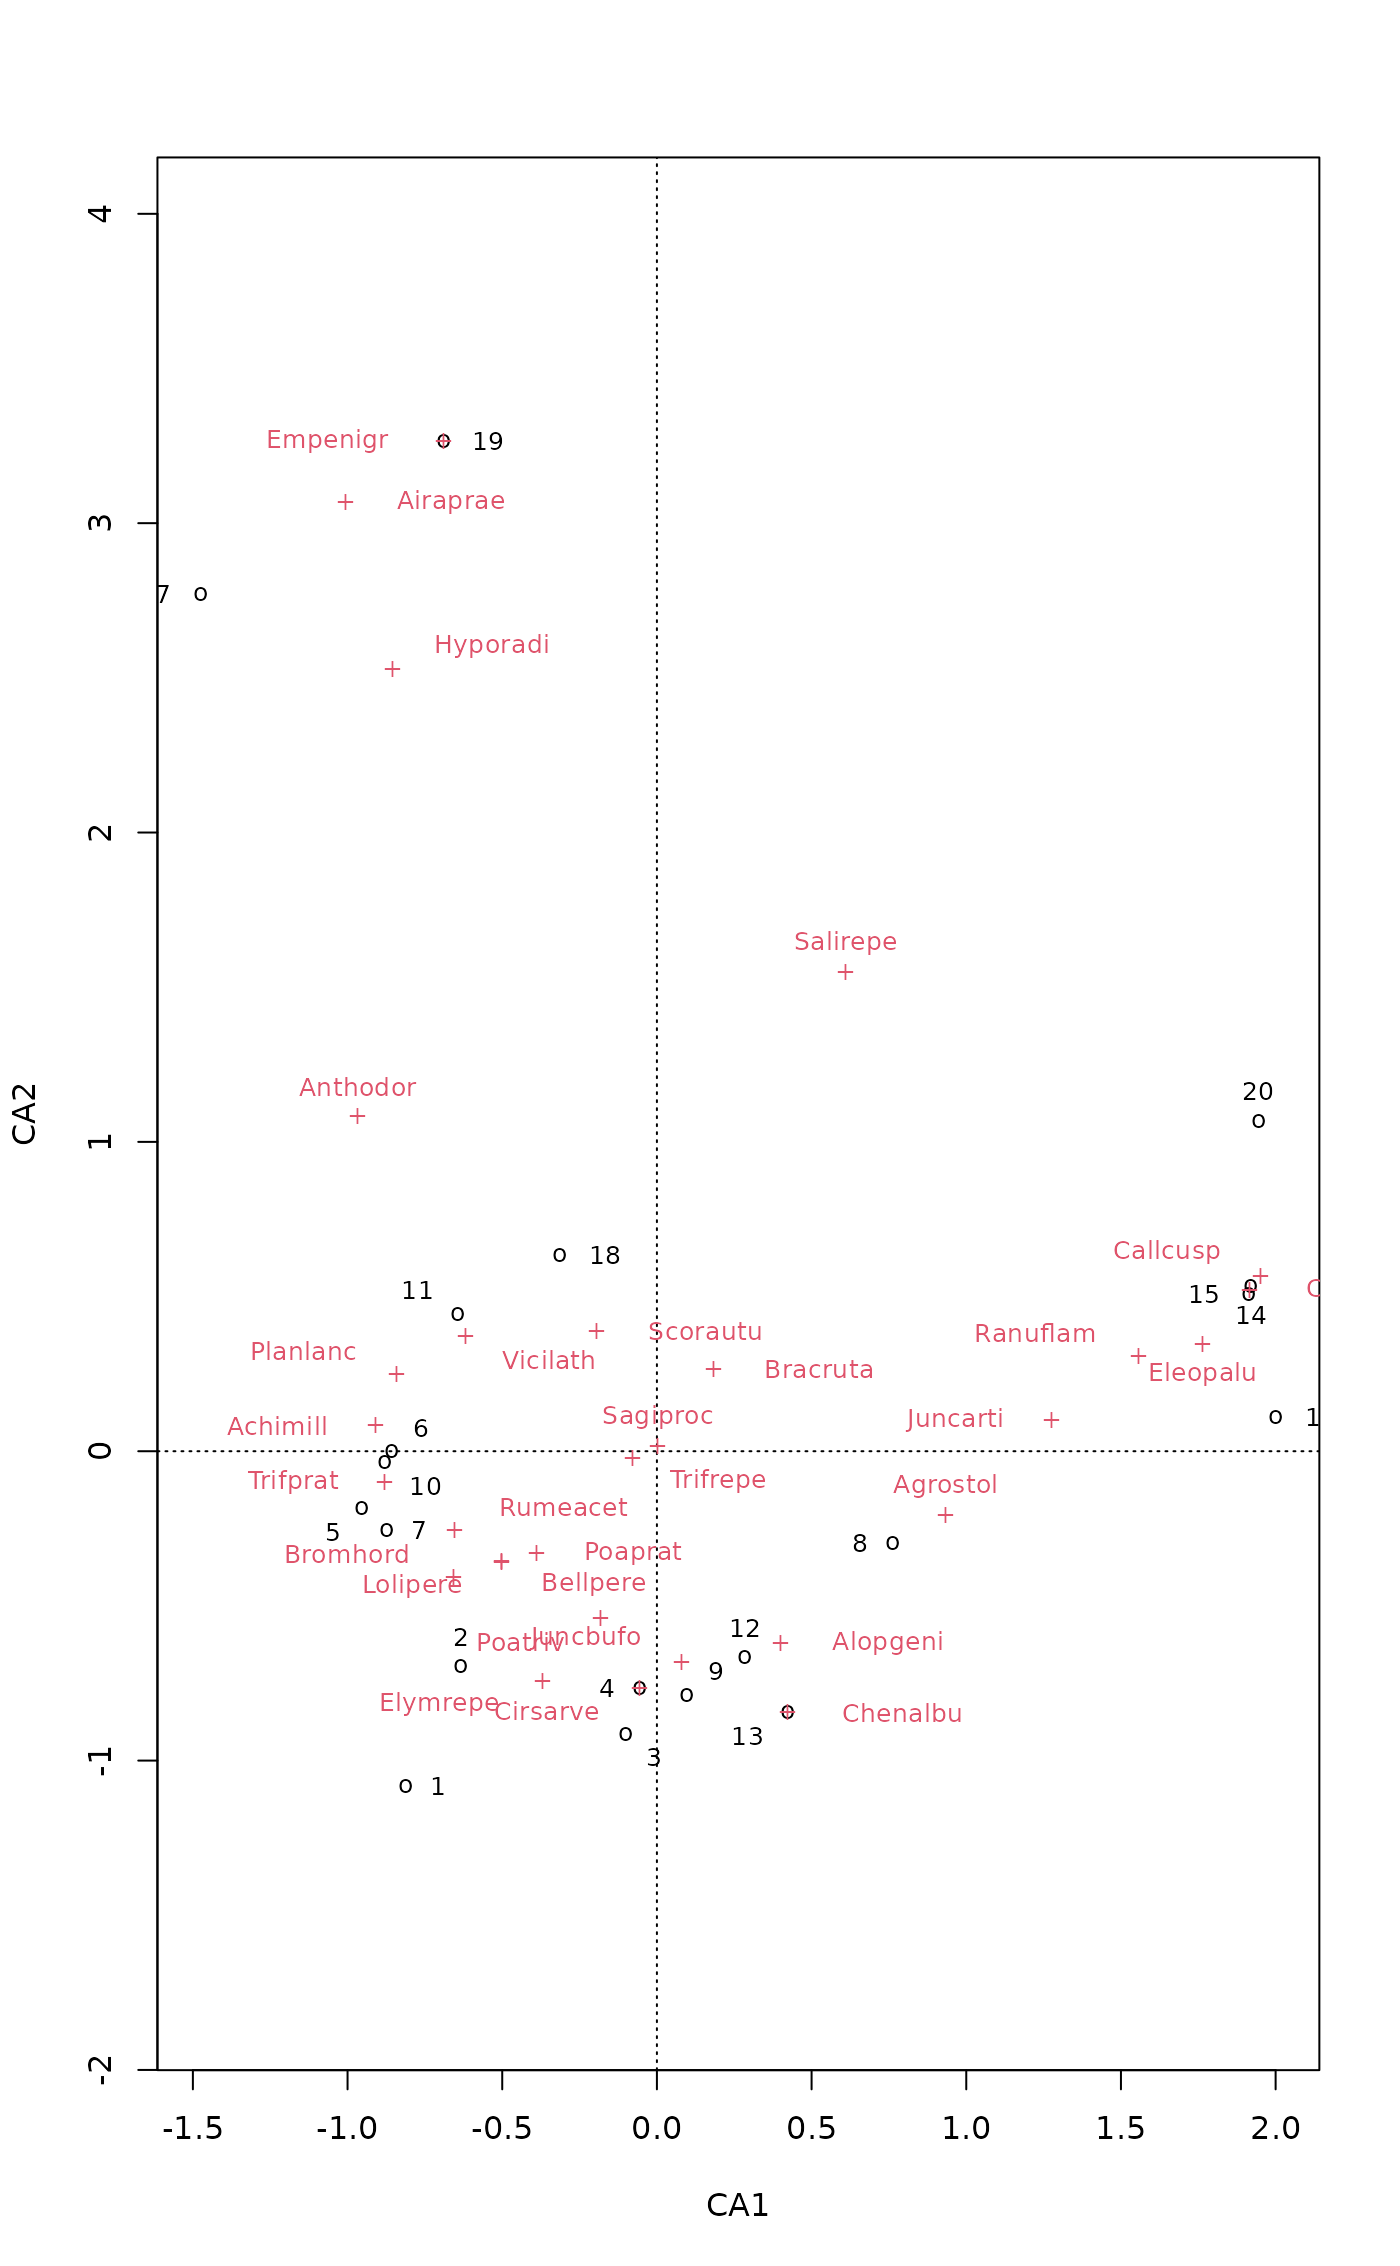 4
Empenigr
19
Airaprae
3
7
Hyporadi
2
Salirepe
Anthodor
20
CA2
1
18
Callcusp
11
15
C
14
Scorautu
Ranuflam
Planlanc
Vicilath
Bracruta
Eleopalu
Sagiproc
Juncarti
1
Achimill
6
0
Trifprat
10
Trifrepe
Agrostol
Rumeacet
5
7
8
Bromhord
Poaprat
Lolipere
Bellpere
12
2
Poatriv
Juncbufo
Alopgeni
9
4
Elymrepe
Cirsarve
Chenalbu
13
3
-1
1
-2
-1.5 -1.0 -0.5 0.0 0.5 1.0 1.5 2.0
CA1